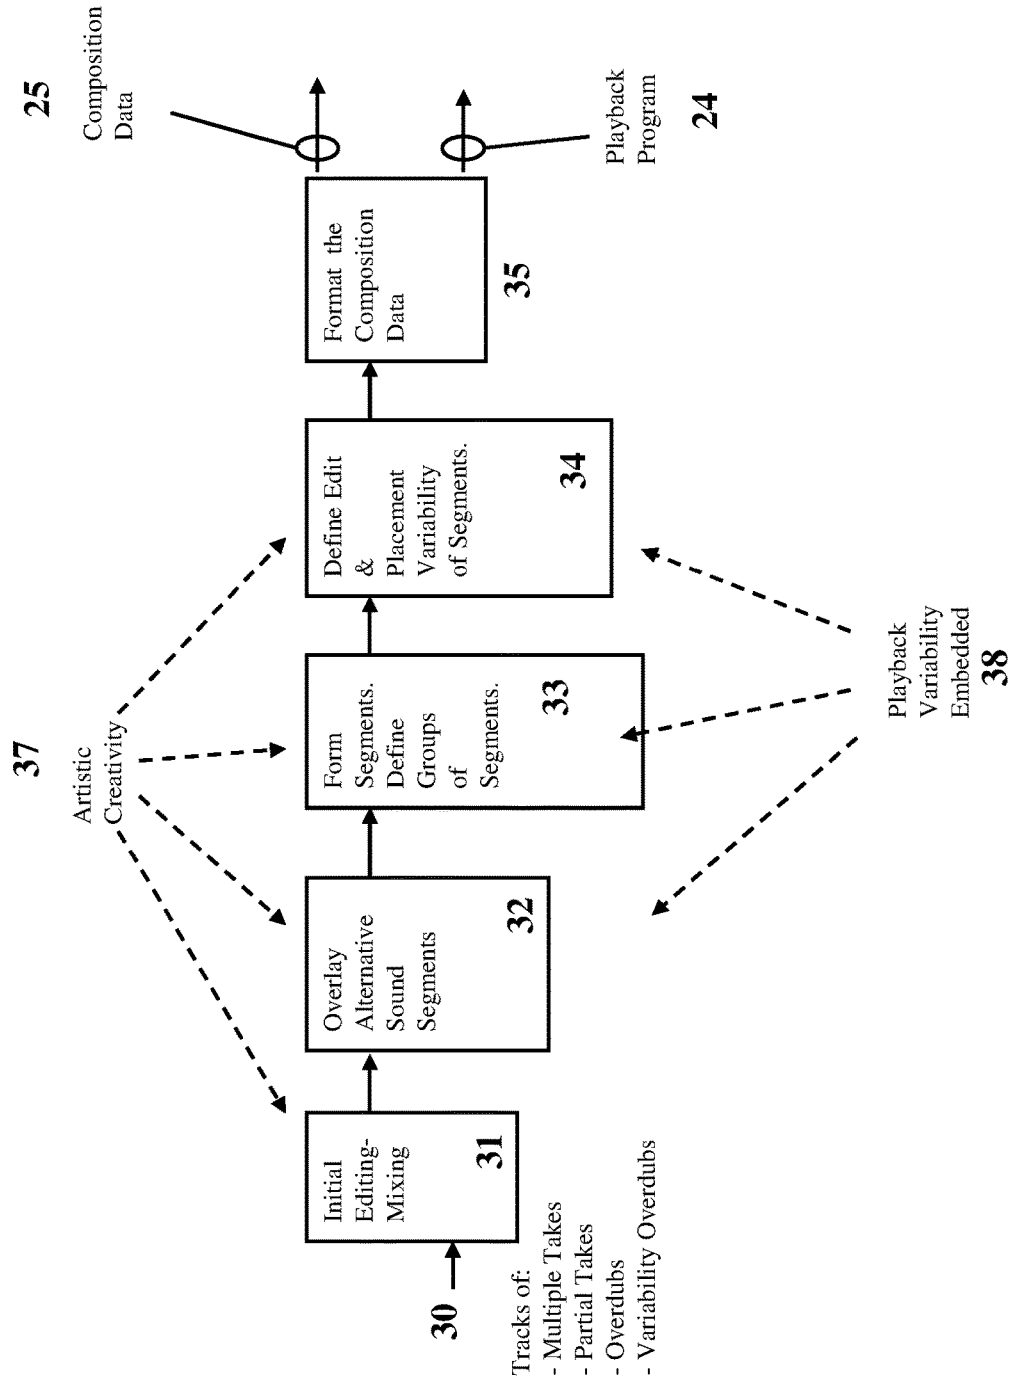 37
Artistic
Creativity
25
Composition
Data
30
Tracks of:
- Multiple Takes
- Partial Takes
- Overdubs
- Variability Overdubs
Initial
Editing-
Mixing
31
Overlay
Alternative
Sound
Segments
32
Form
Segments.
Define
Groups
of
Segments.
33
Define Edit
&
Placement
Variability
of Segments.
34
Format the
Composition
Data
35
Playback
Program
24
Playback
Variability
Embedded
38